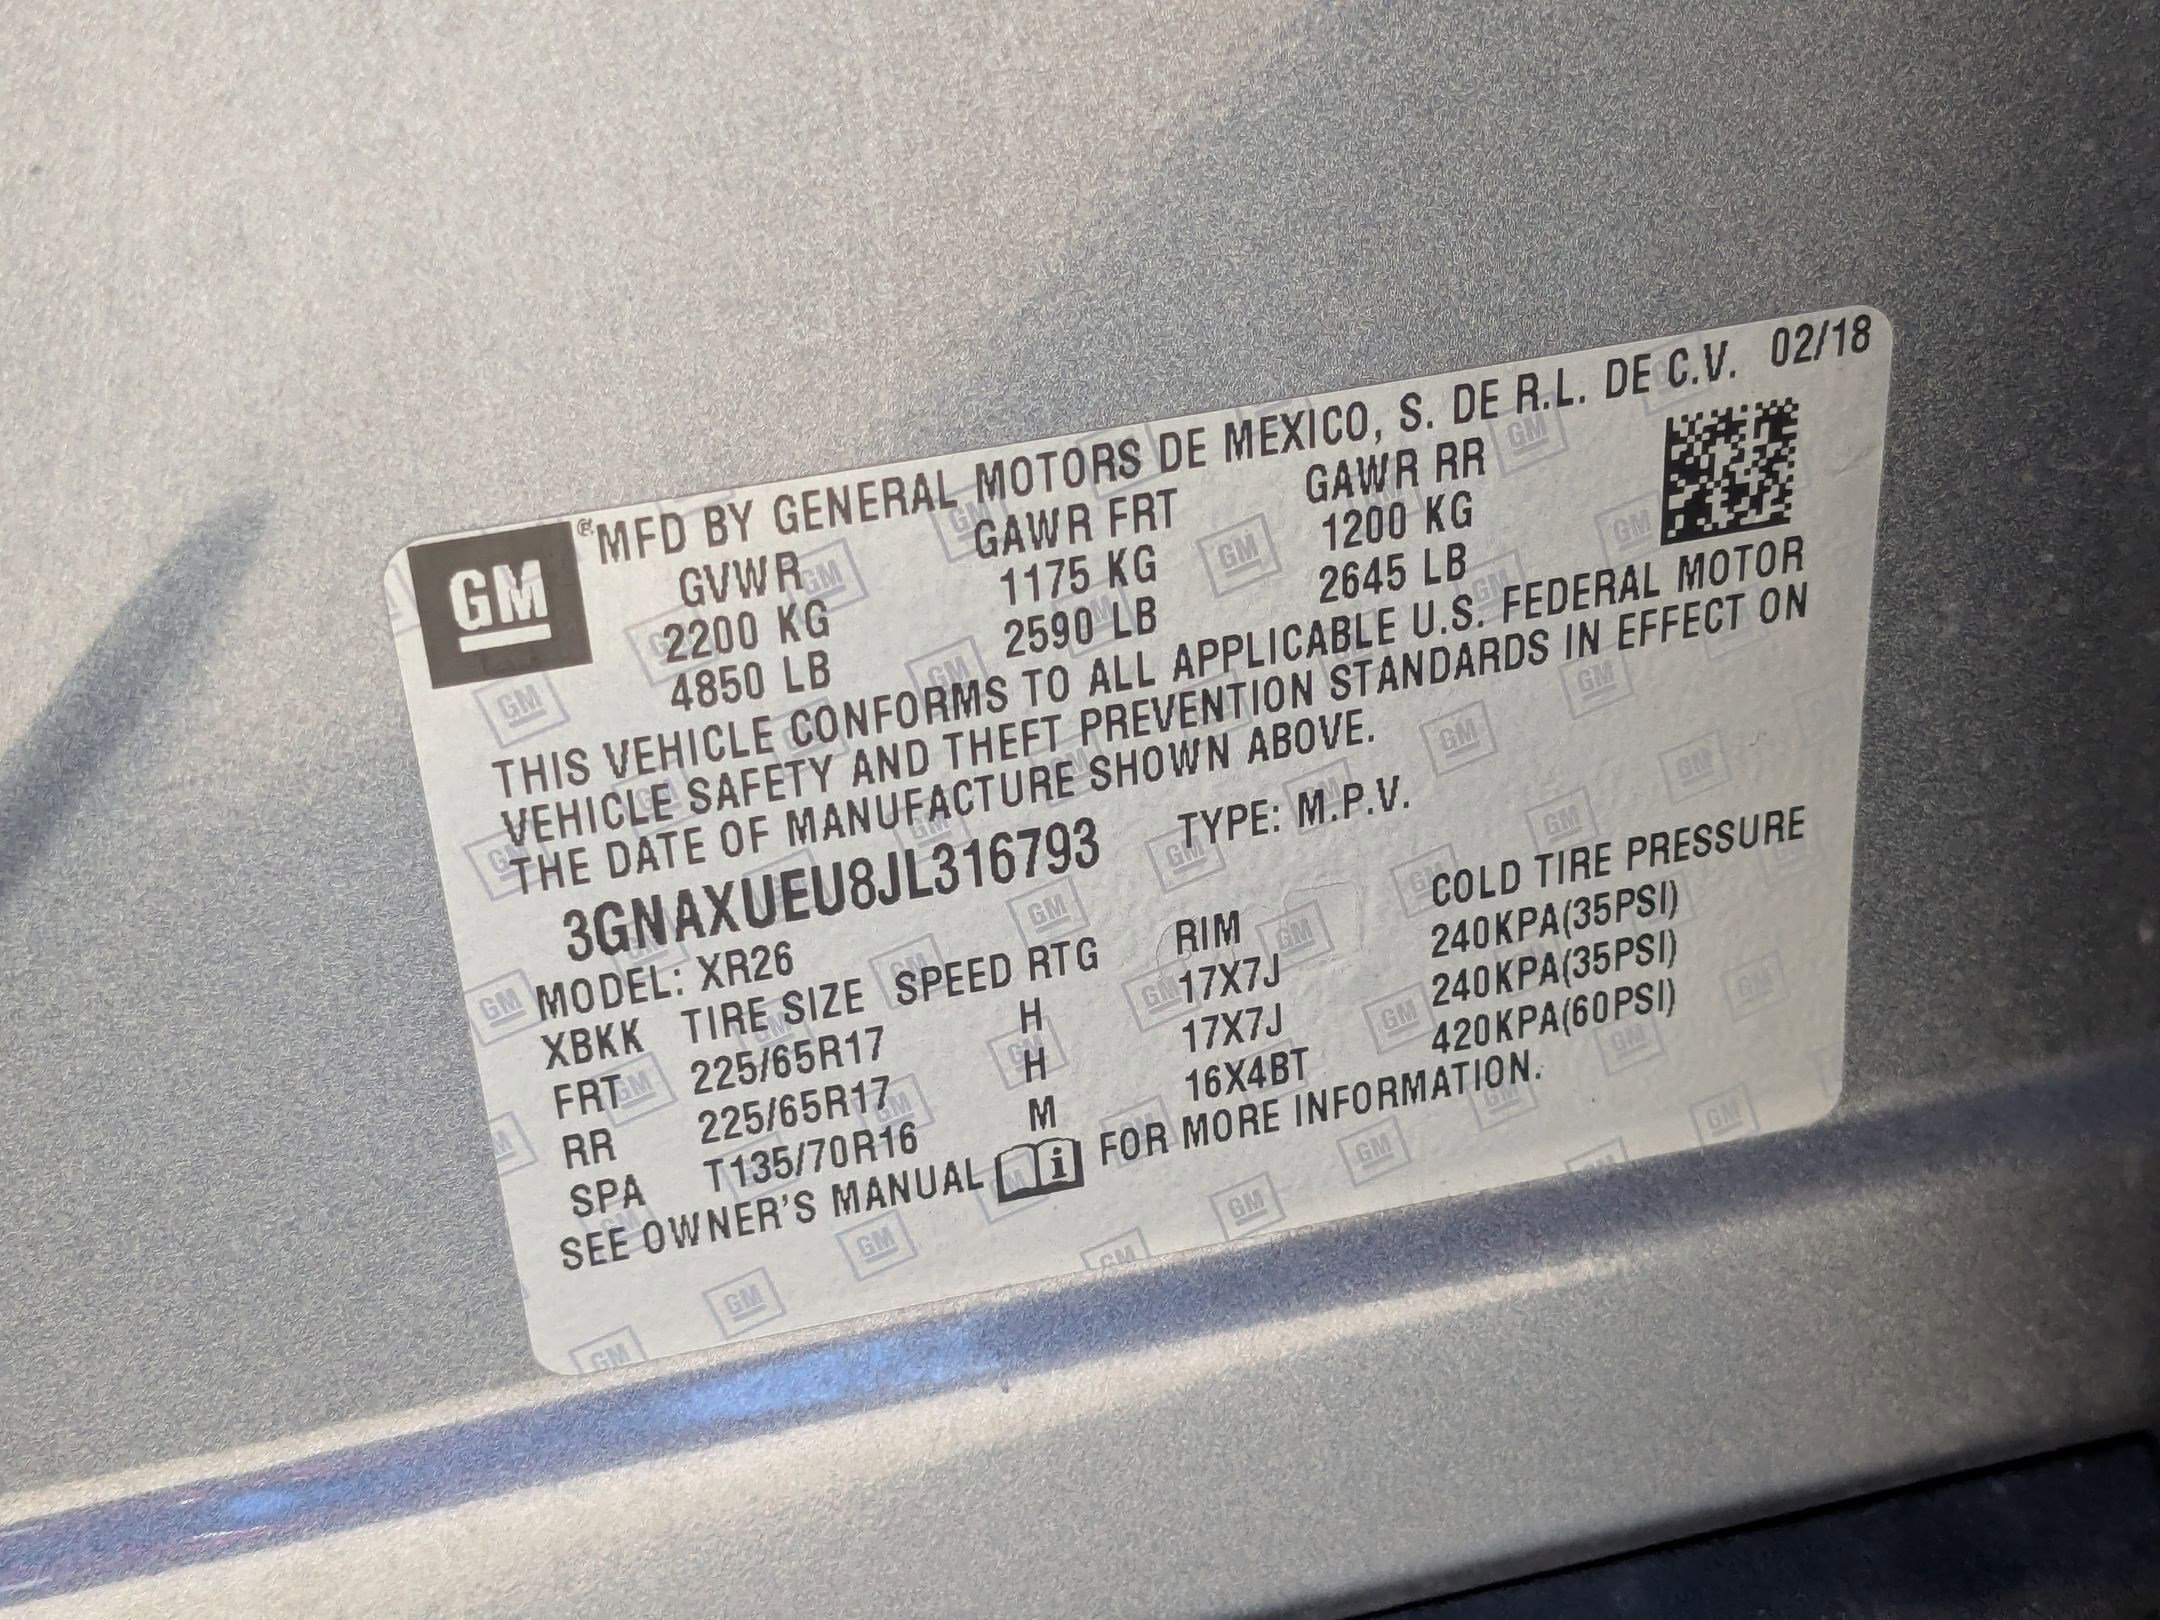 GM ® MFD BY GENERAL MOTORS DE MEXICO, S. DE R.L. DE C.V. 02/18
GVWR GAWR FRT GAWR RR
2200 KG 1175 KG 1200 KG
4850 LB 2590 LB 2645 LB
THIS VEHICLE CONFORMS TO ALL APPLICABLE U.S. FEDERAL MOTOR
VEHICLE SAFETY AND THEFT PREVENTION STANDARDS IN EFFECT ON
THE DATE OF MANUFACTURE SHOWN ABOVE.
3GNAXUEU8JL316793 TYPE: M.P.V.
MODEL: XR26
XBKK TIRE SIZE SPEED RTG RIM COLD TIRE PRESSURE
FRT 225/65R17 H 17X7J 240KPA(35PSI)
RR 225/65R17 H 17X7J 240KPA(35PSI)
SPA T135/70R16 M 16X4BT 420KPA(60PSI)
SEE OWNER'S MANUAL i FOR MORE INFORMATION.